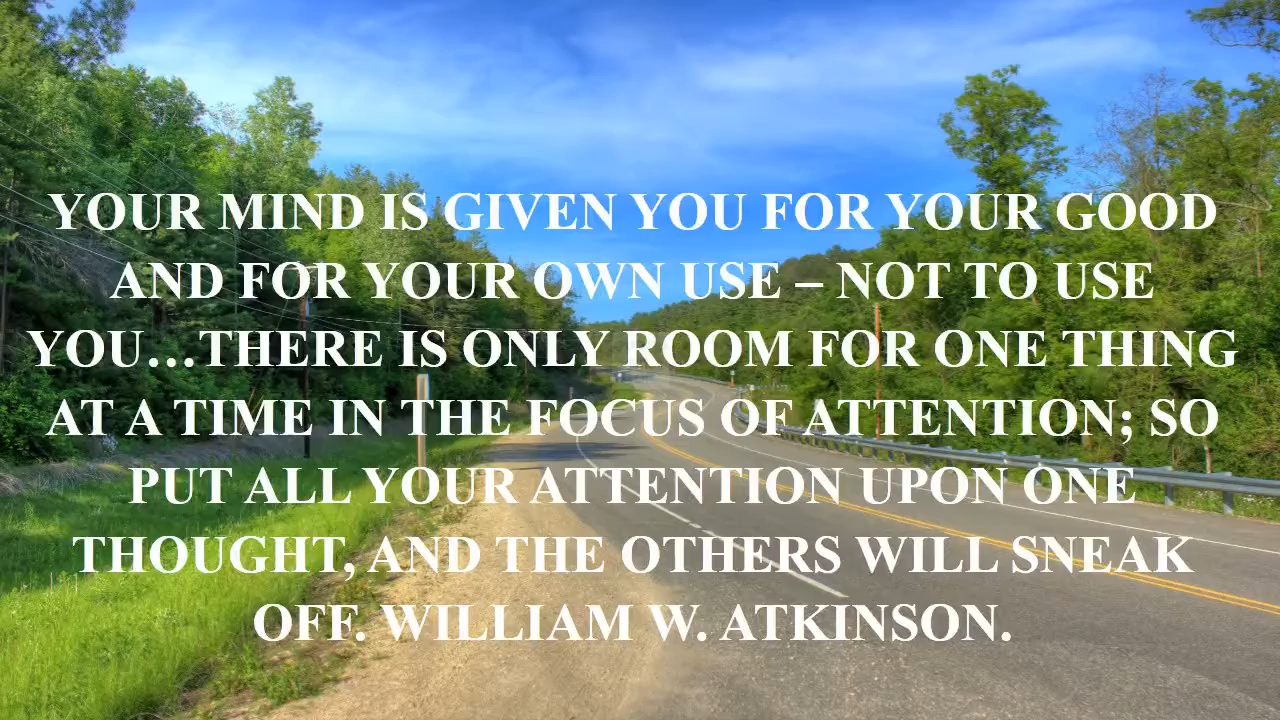 YOUR MIND IS GIVEN YOU FOR YOUR GOOD
AND FOR YOUR OWN USE – NOT TO USE
YOU…THERE IS ONLY ROOM FOR ONE THING
AT A TIME IN THE FOCUS OF ATTENTION; SO
PUT ALL YOUR ATTENTION UPON ONE
THOUGHT, AND THE OTHERS WILL SNEAK
OFF. WILLIAM W. ATKINSON.